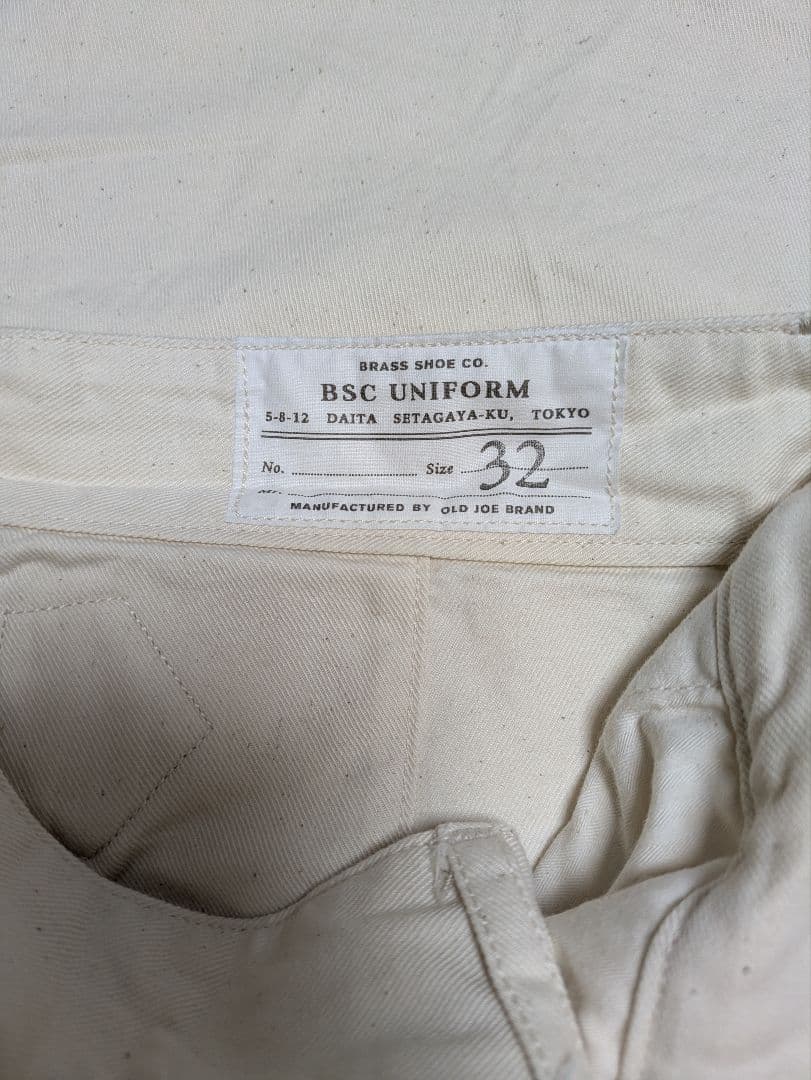 BRASS SHOE CO.
BSC UNIFORM
5-8-12 DAITA SETAGAYA-KU, TOKYO
No. Size 32
Mr.
MANUFACTURED BY OLD JOE BRAND